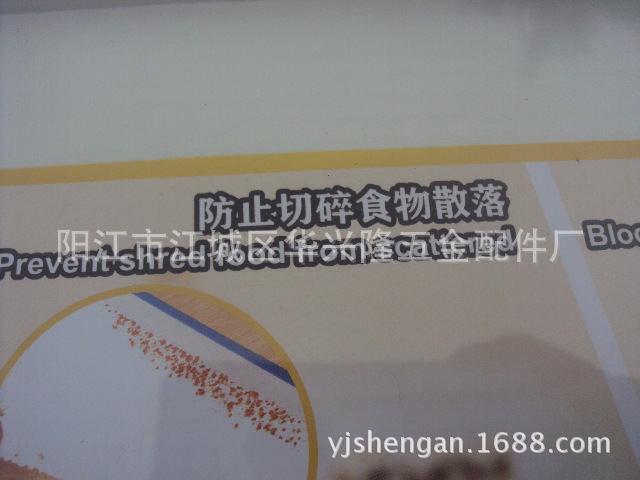 防止切碎食物散落
Prevent shred food from scattered
Bloc
阳江市江城区华兴隆五金配件厂
yjshengan.1688.com